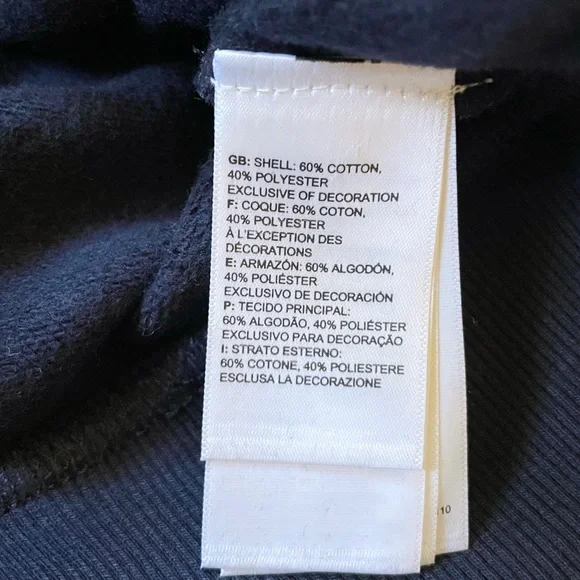 GB: SHELL: 60% COTTON,
40% POLYESTER
EXCLUSIVE OF DECORATION
F: COQUE: 60% COTON,
40% POLYESTER
À L'EXCEPTION DES
DÉCORATIONS
E: ARMAZÓN: 60% ALGODÓN,
40% POLIÉSTER
EXCLUSIVO DE DECORACIÓN
P: TECIDO PRINCIPAL:
60% ALGODÃO, 40% POLIÉSTER
EXCLUSIVO PARA DECORAÇÃO
I: STRATO ESTERNO:
60% COTONE, 40% POLIESTERE
ESCLUSA LA DECORAZIONE
10